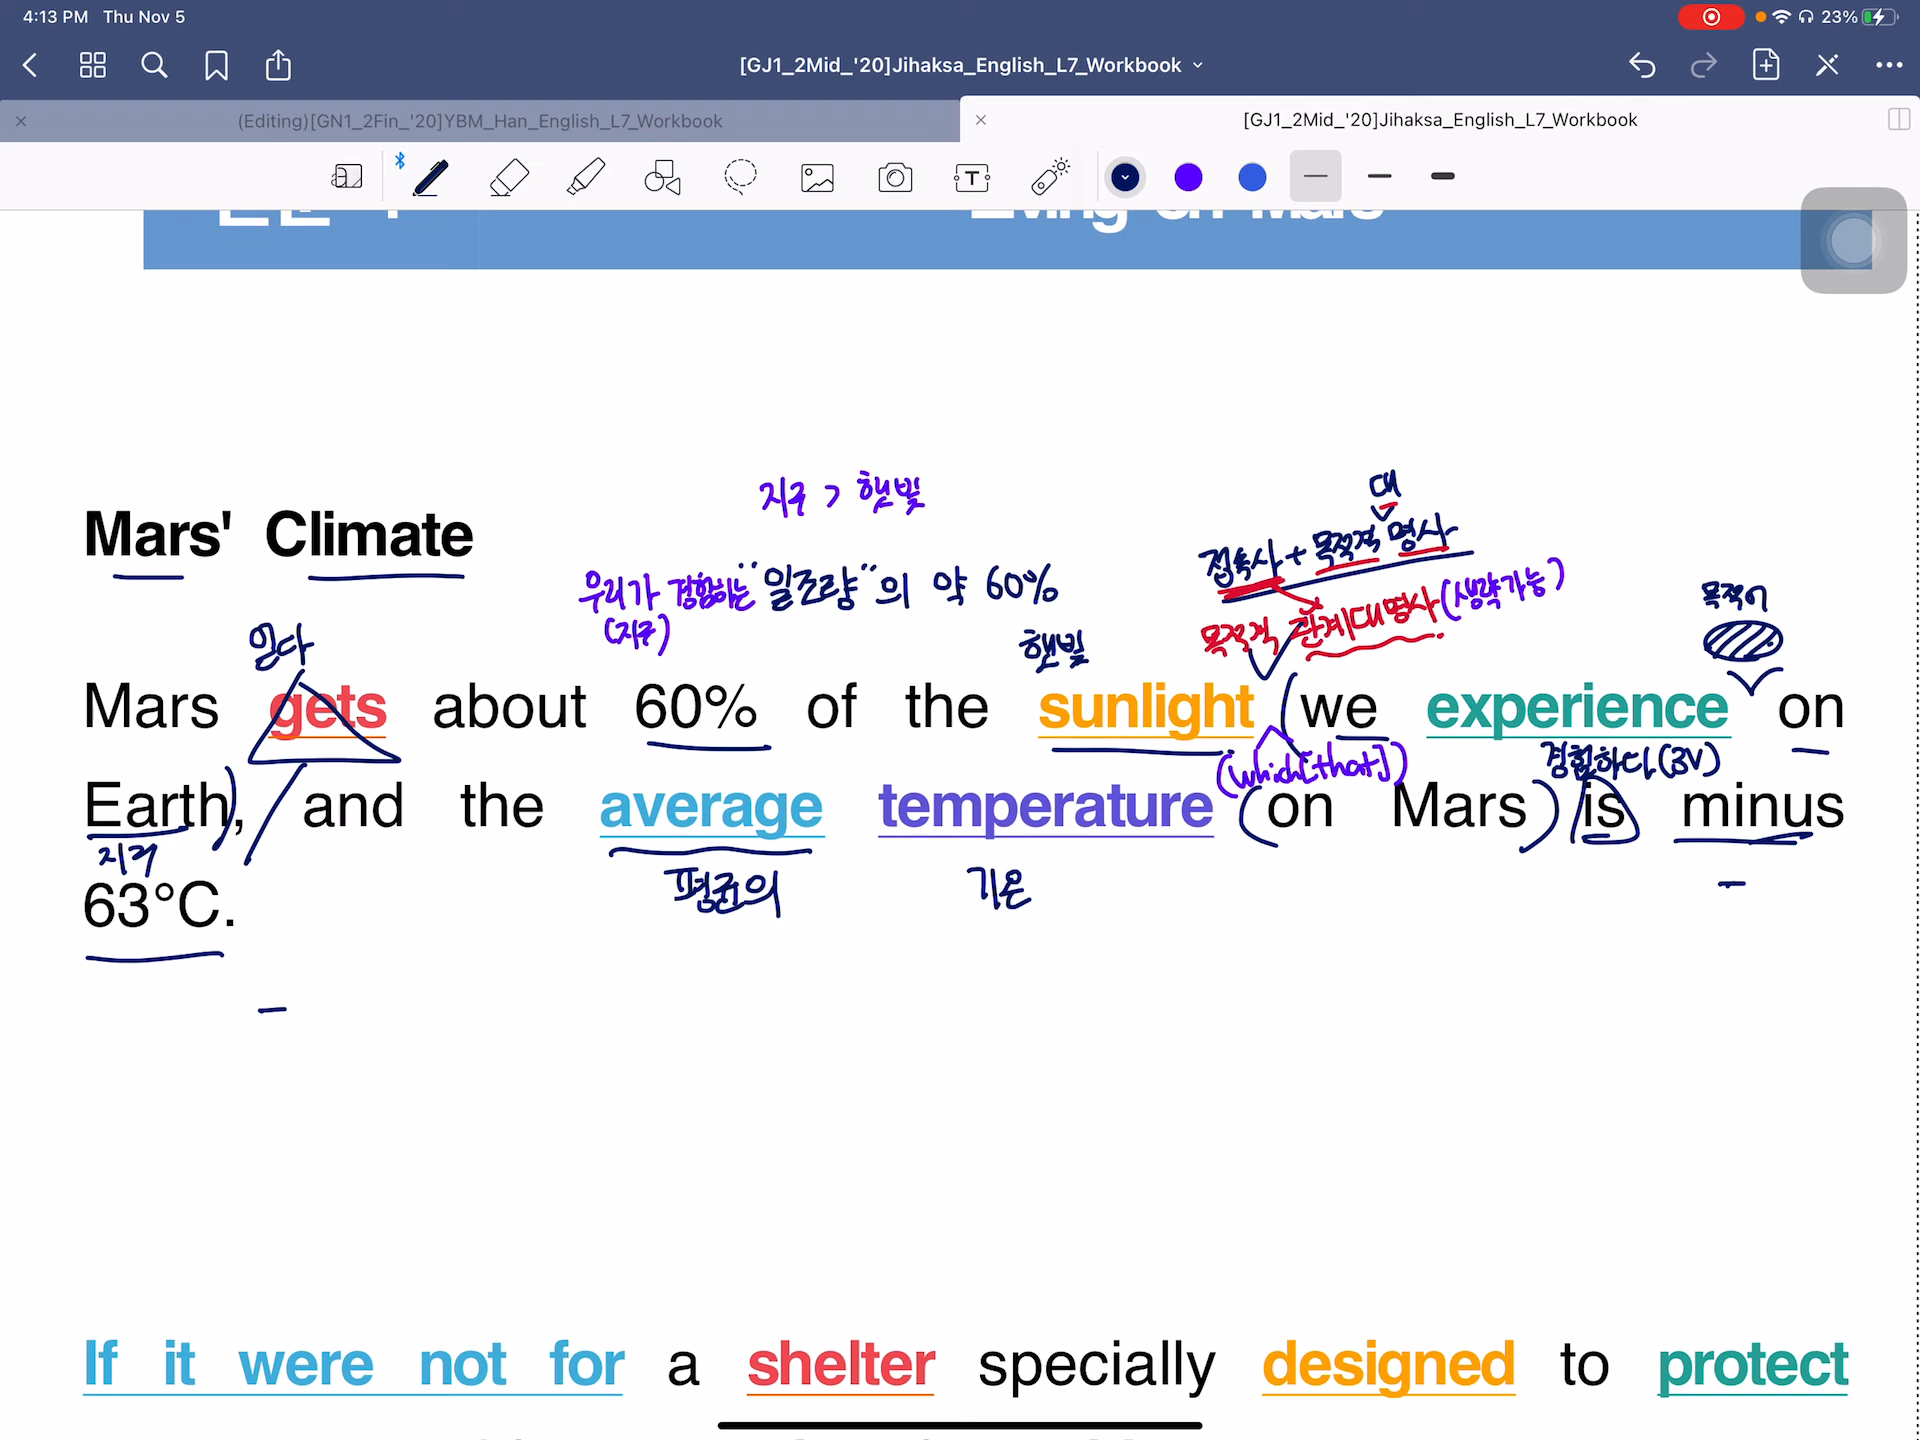 4:13 PM Thu Nov 5
23%
[GJ1_2Mid_'20]Jihaksa_English_L7_Workbook
(Editing)[GN1_2Fin_'20]YBM_Han_English_L7_Workbook
[GJ1_2Mid_'20]Jihaksa_English_L7_Workbook
Living on Mars
지구 > 햇빛
대
접속사 + 목적격 명사
Mars' Climate
우리가 경험하는 "일조량"의 약 60%
(지구)
목적격 관계대명사 (생략가능)
목적어
얻다
햇빛
Mars gets about 60% of the sunlight (we experience on
(which[that])
경험하다 (3V)
Earth), / and the average temperature (on Mars) is minus
지구
평균의
기온
63°C.
If it were not for a shelter specially designed to protect